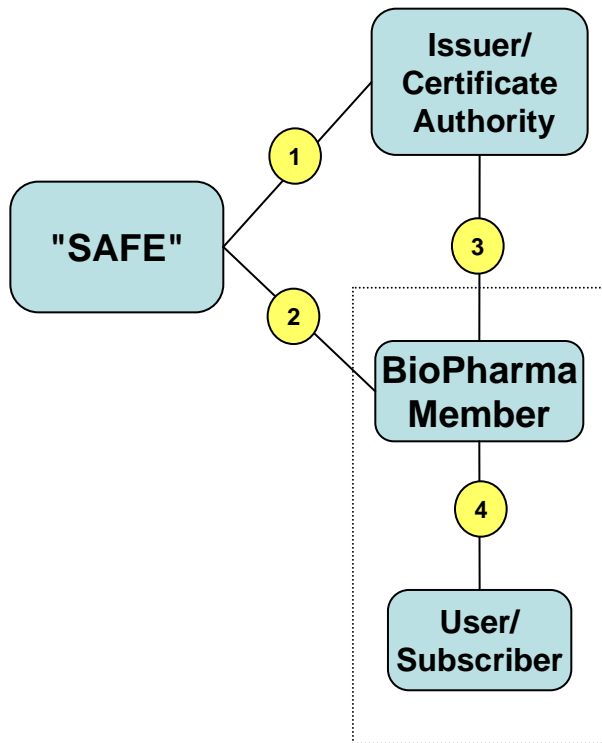 Issuer/
Certificate
Authority
1
"SAFE"
3
2
BioPharma
Member
4
User/
Subscriber